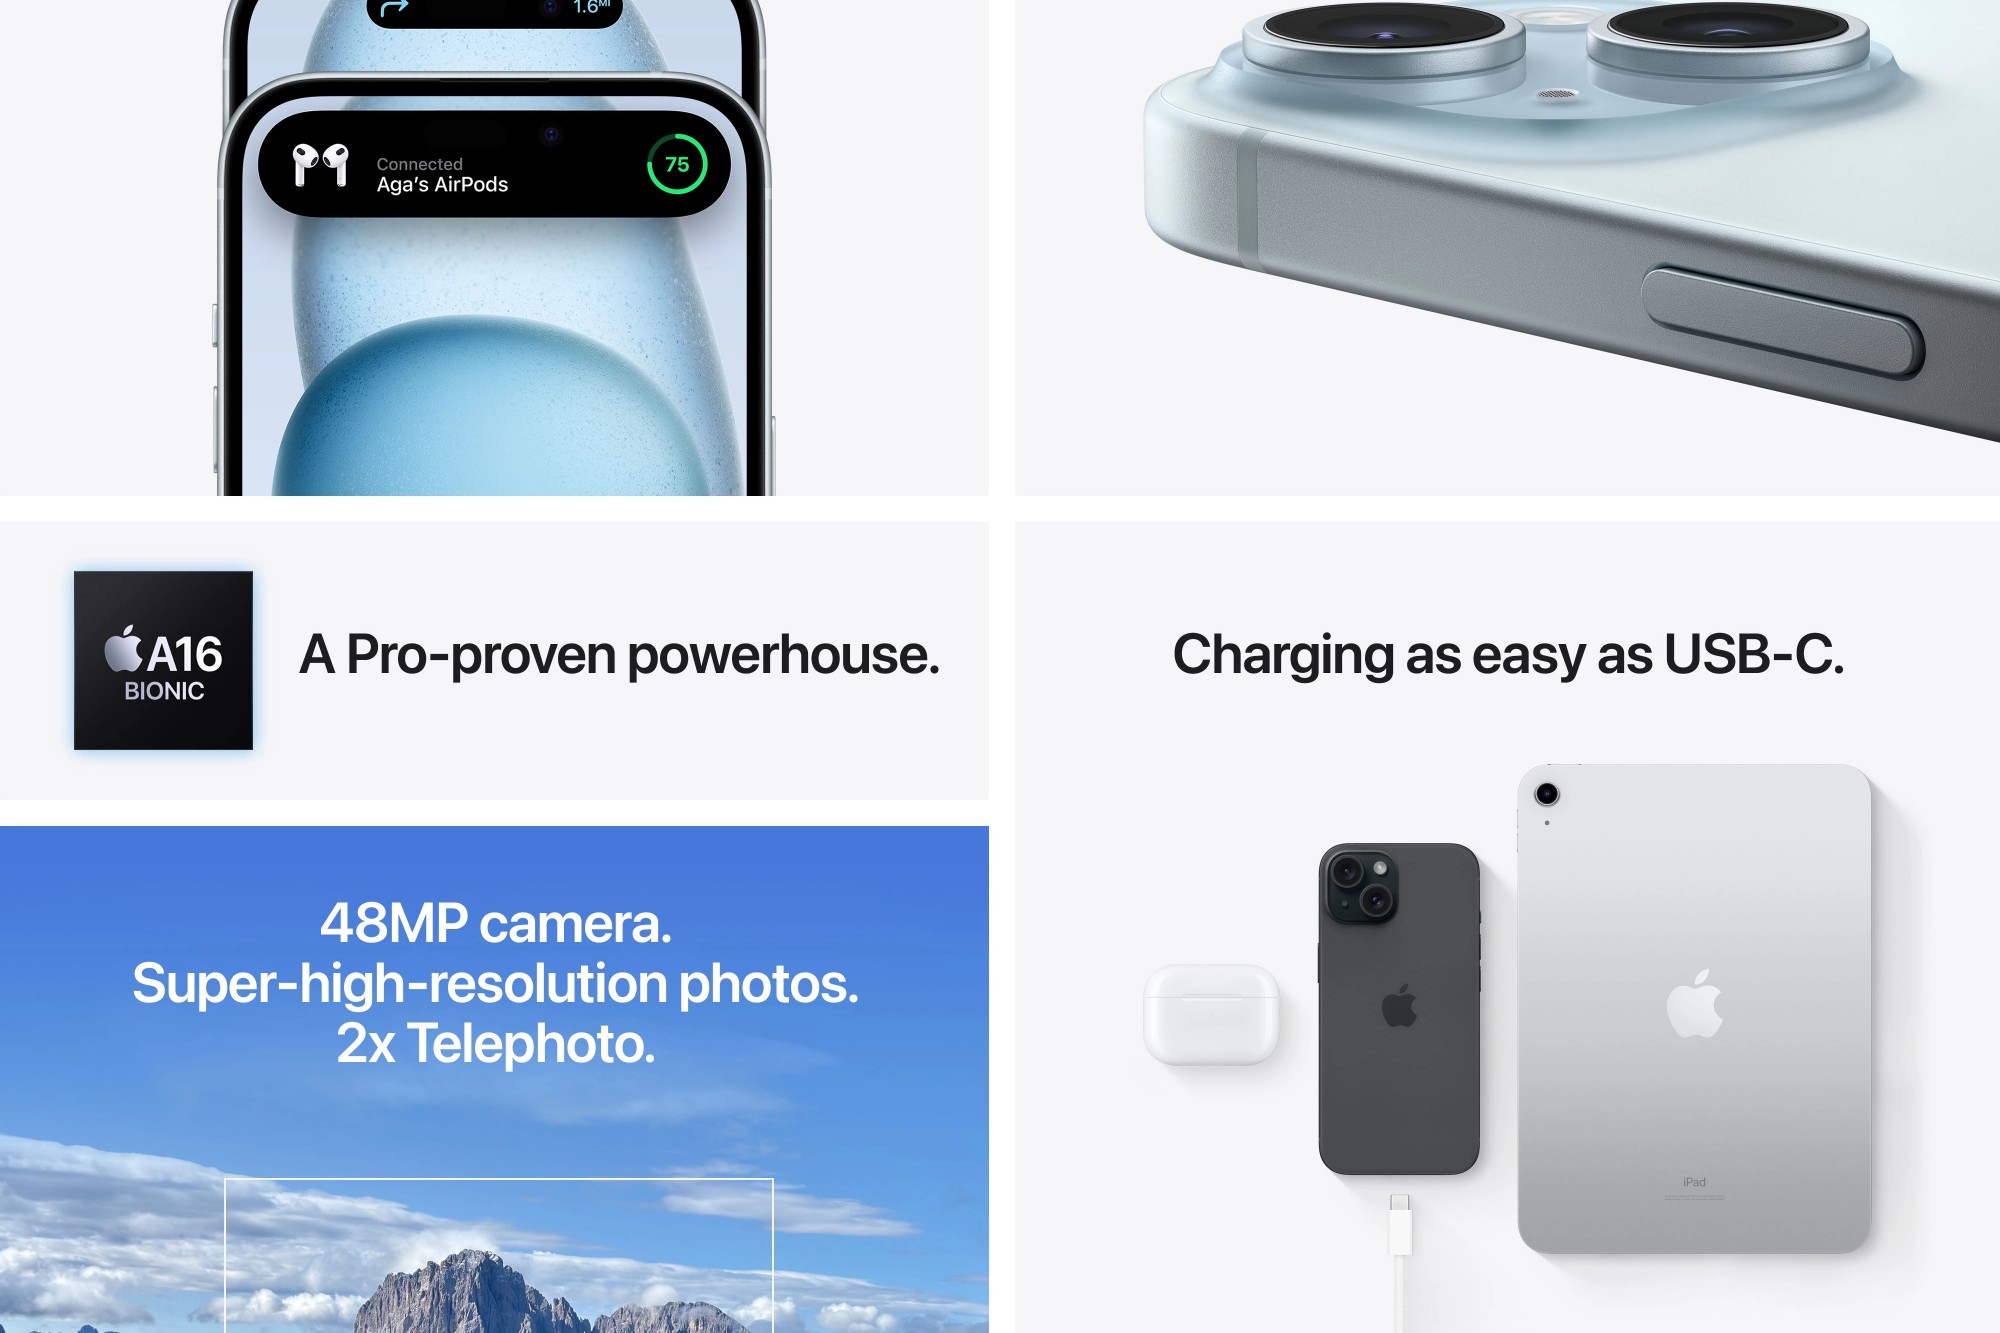 1.6MI
Connected
Aga’s AirPods
75
A16
BIONIC
A Pro-proven powerhouse.
Charging as easy as USB-C.
48MP camera.
Super-high-resolution photos.
2x Telephoto.
iPad